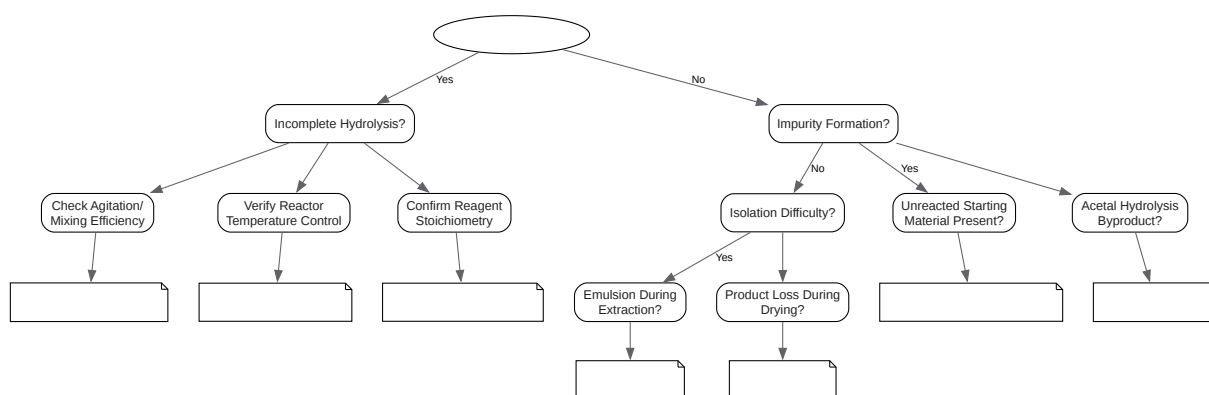 Yes
No
Incomplete Hydrolysis?
Impurity Formation?
No
Yes
Check Agitation/
Mixing Efficiency
Verify Reactor
Temperature Control
Confirm Reagent
Stoichiometry
Isolation Difficulty?
Unreacted Starting
Material Present?
Acetal Hydrolysis
Byproduct?
Yes
Emulsion During
Extraction?
Product Loss During
Drying?